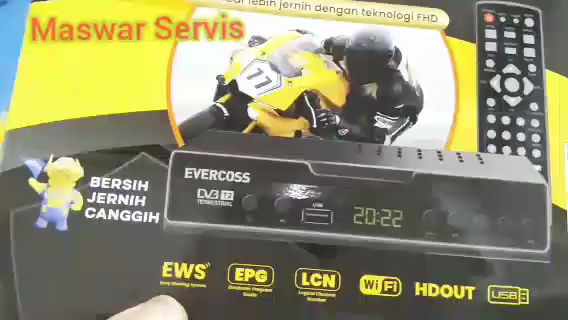 lebih jernih dengan teknologi FHD
Maswar Servis
77
EVERCOSS
DVB T2
TERRESTRIAL
USB
20:22
BERSIH
JERNIH
CANGGIH
EWS
Early Warning System
EPG
Electronic Program
Guide
LCN
Logical Channel
Number
WiFi
HDOUT
USB